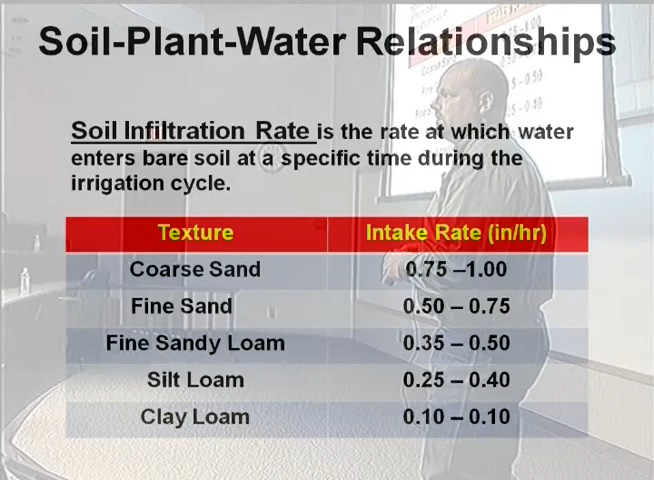 Soil-Plant-Water Relationships
Soil Infiltration Rate is the rate at which water
enters bare soil at a specific time during the
irrigation cycle.
Texture Intake Rate (in/hr)
Coarse Sand 0.75 –1.00
Fine Sand 0.50 – 0.75
Fine Sandy Loam 0.35 – 0.50
Silt Loam 0.25 – 0.40
Clay Loam 0.10 – 0.10